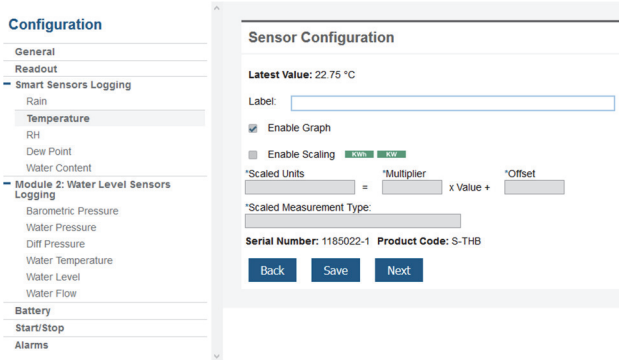 Configuration
General
Readout
Smart Sensors Logging
Rain
Temperature
RH
Dew Point
Water Content
Module 2: Water Level Sensors
Logging
Barometric Pressure
Water Pressure
Diff Pressure
Water Temperature
Water Level
Water Flow
Battery
Start/Stop
Alarms
Sensor Configuration
Latest Value: 22.75 °C
Label:
Enable Graph
Enable Scaling KWh KW
*Scaled Units *Multiplier *Offset
= x Value +
*Scaled Measurement Type:
Serial Number: 1185022-1 Product Code: S-THB
Back Save Next